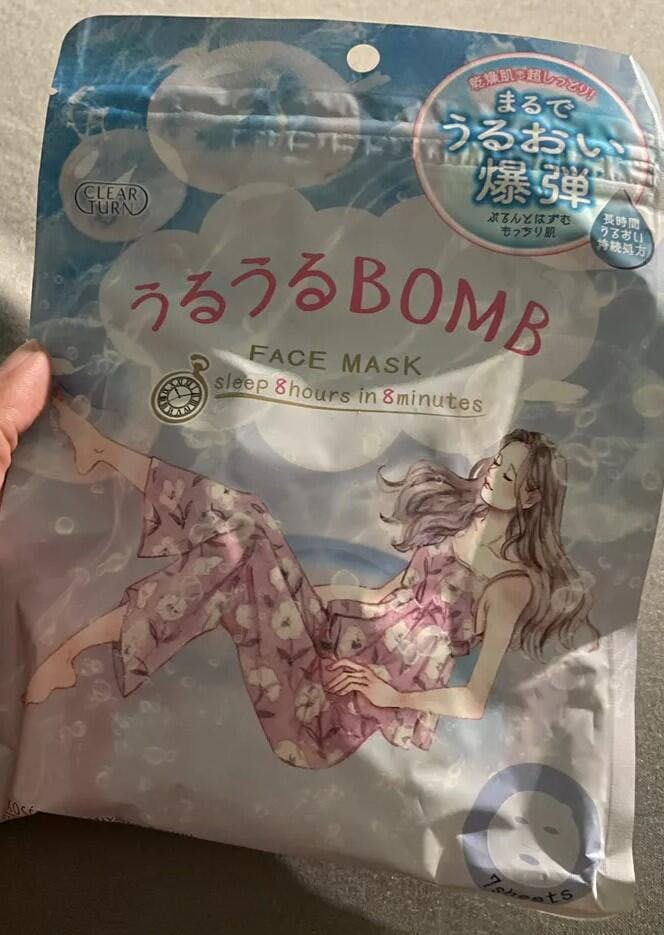 乾燥肌も超しっとり!
まるで
うるおい
爆弾
ぷるんとはずむ
もっちり肌
長時間
うるおい
持続処方
CLEAR
TURN
うるうるBOMB
FACE MASK
sleep 8hours in 8minutes
7sheets
KOSÉ